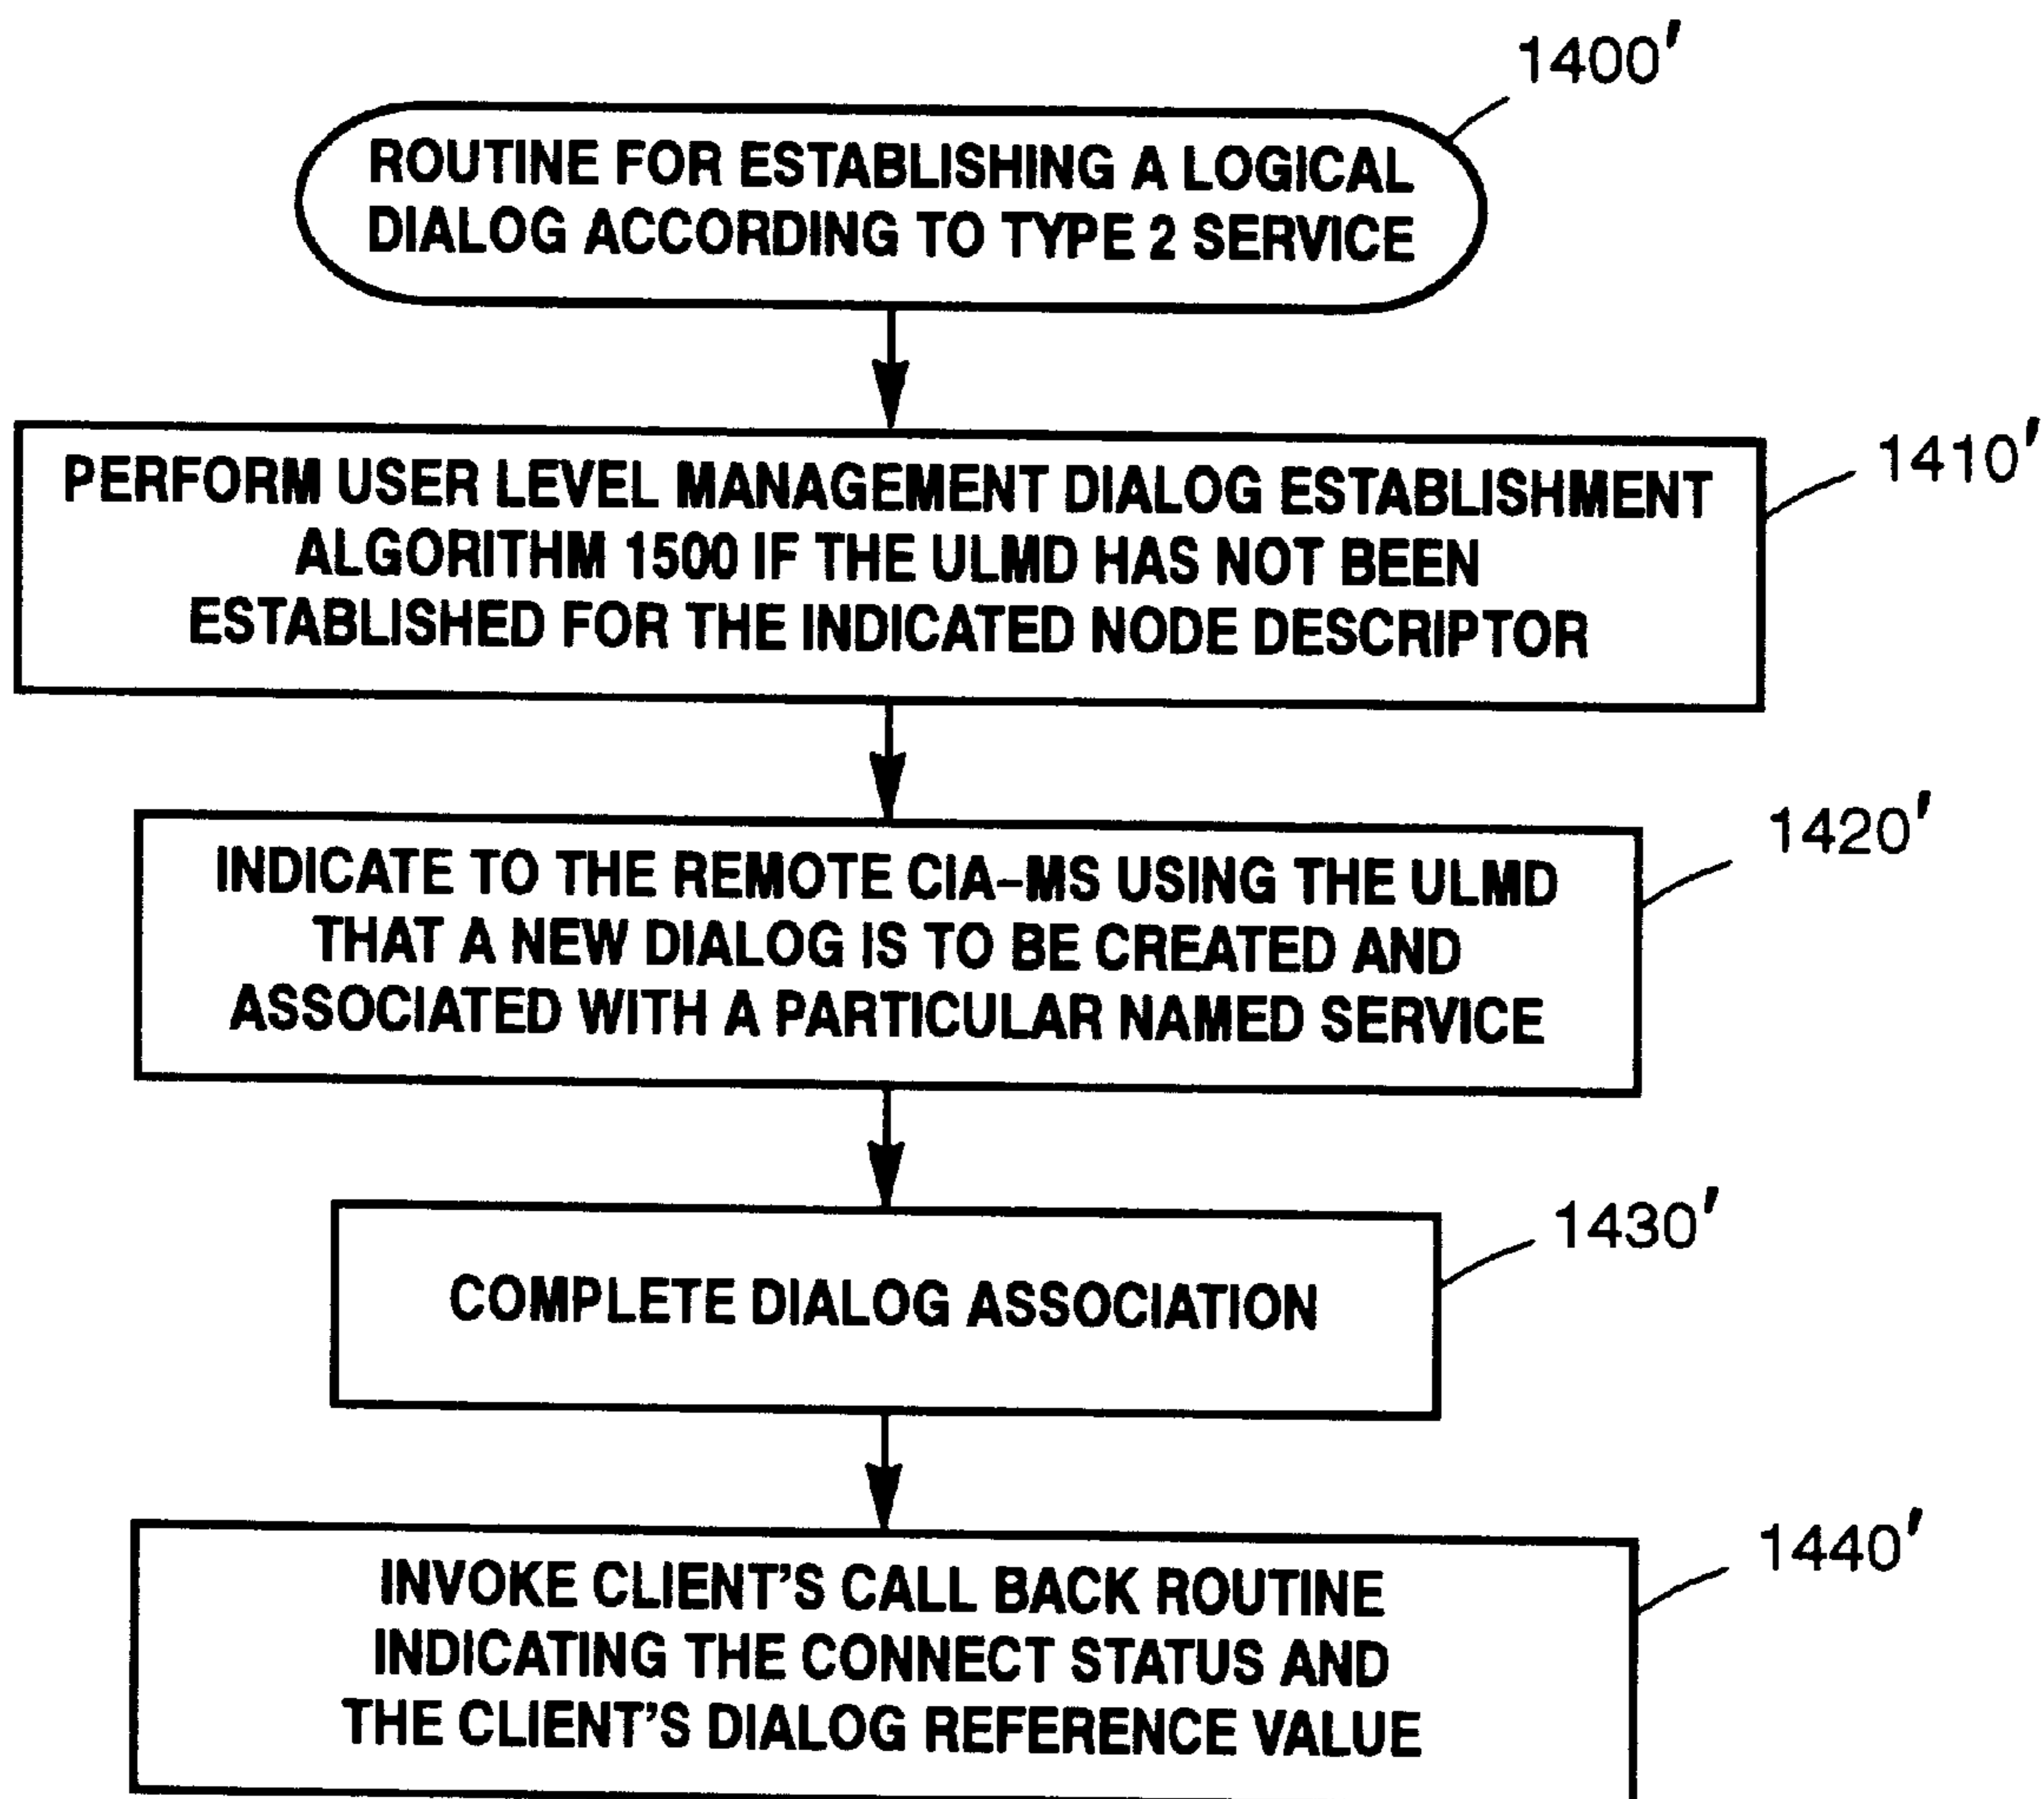 1400'
ROUTINE FOR ESTABLISHING A LOGICAL
DIALOG ACCORDING TO TYPE 2 SERVICE
1410'
PERFORM USER LEVEL MANAGEMENT DIALOG ESTABLISHMENT
ALGORITHM 1500 IF THE ULMD HAS NOT BEEN
ESTABLISHED FOR THE INDICATED NODE DESCRIPTOR
1420'
INDICATE TO THE REMOTE CIA-MS USING THE ULMD
THAT A NEW DIALOG IS TO BE CREATED AND
ASSOCIATED WITH A PARTICULAR NAMED SERVICE
1430'
COMPLETE DIALOG ASSOCIATION
1440'
INVOKE CLIENT'S CALL BACK ROUTINE
INDICATING THE CONNECT STATUS AND
THE CLIENT'S DIALOG REFERENCE VALUE